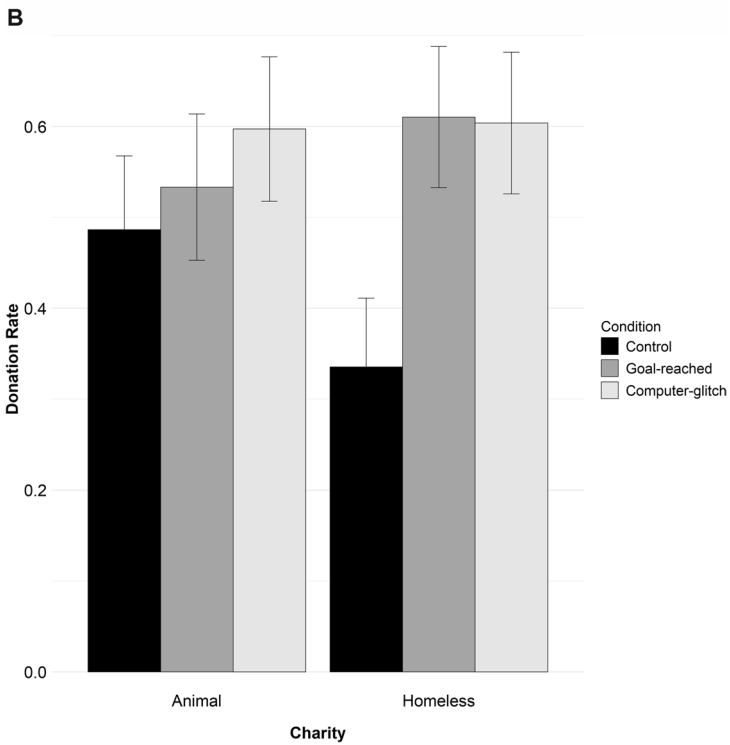 B
0.6
0.4
0.2
0.0
Donation Rate
Animal
Homeless
Charity
Condition
Control
Goal-reached
Computer-glitch